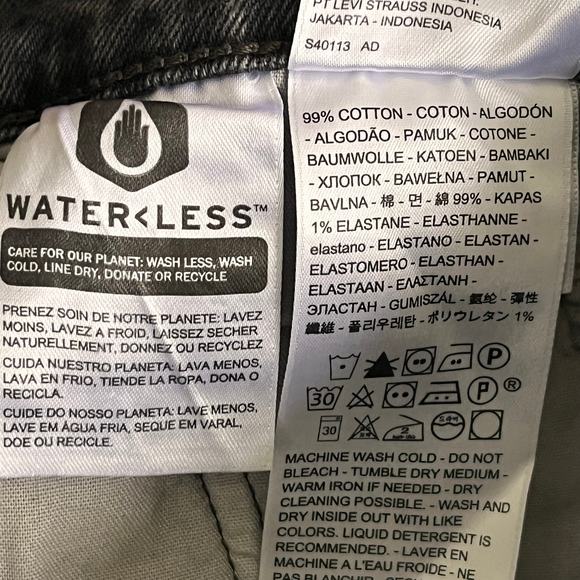 PT LEVI STRAUSS INDONESIA
JAKARTA - INDONESIA
S40113 AD
WATER<LESS™
CARE FOR OUR PLANET: WASH LESS, WASH
COLD, LINE DRY, DONATE OR RECYCLE
PRENEZ SOIN DE NOTRE PLANETE: LAVEZ
MOINS, LAVEZ A FROID, LAISSEZ SECHER
NATURELLEMENT, DONNEZ OU RECYCLEZ
CUIDA NUESTRO PLANETA: LAVA MENOS,
LAVA EN FRIO, TIENDE LA ROPA, DONA O
RECICLA.
CUIDE DO NOSSO PLANETA: LAVE MENOS,
LAVE EM ÁGUA FRIA, SEQUE EM VARAL,
DOE OU RECICLE.
99% COTTON - COTON - ALGODÓN
- ALGODÃO - PAMUK - COTONE -
BAUMWOLLE - KATOEN - BAMBAKI
- ХЛОПОК - BAWEŁNA - PAMUT -
BAVLNA - 棉 - 면 - 綿 99% - KAPAS
1% ELASTANE - ELASTHANNE -
elastano - ELASTANO - ELASTAN -
ELASTOMERO - ELASTHAN -
ELASTAAN - ΕΛΑΣΤΑΝΗ -
ЭЛАСТАН - GUMISZÁL - 氨纶 - 彈性
纖維 - 폴리우레탄 - ポリウレタン 1%
P
30 P ®
30 2
MACHINE WASH COLD - DO NOT
BLEACH - TUMBLE DRY MEDIUM -
WARM IRON IF NEEDED - DRY
CLEANING POSSIBLE. - WASH AND
DRY INSIDE OUT WITH LIKE
COLORS. LIQUID DETERGENT IS
RECOMMENDED. - LAVER EN
MACHINE A L'EAU FROIDE - NE
PAS BLANCHIR